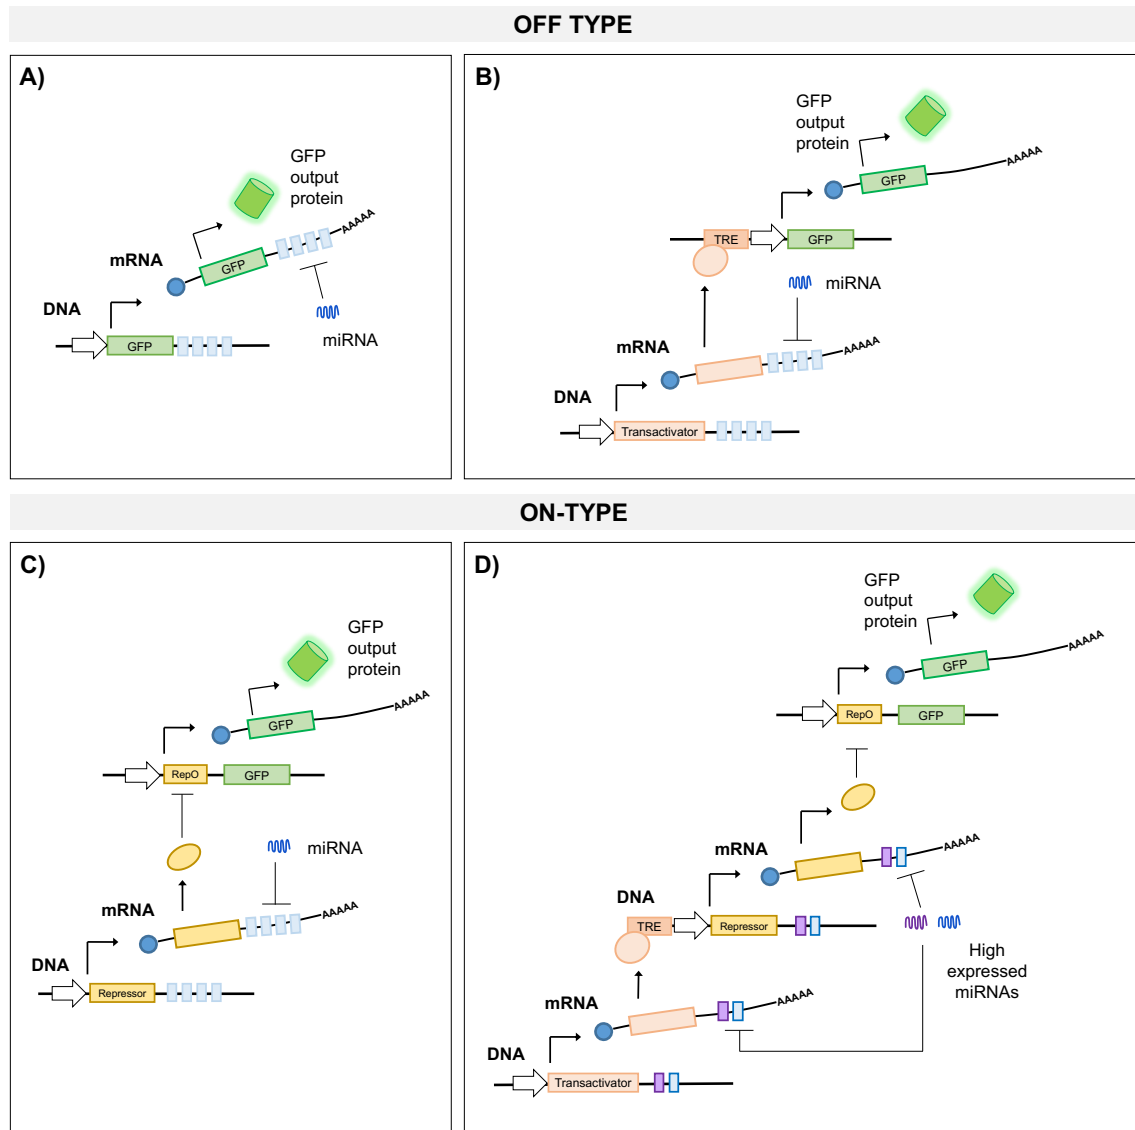 OFF TYPE
A)
GFP
output
protein
AAAAA
GFP
mRNA
DNA
miRNA
GFP
B)
GFP
output
protein
AAAAA
GFP
TRE
GFP
miRNA
mRNA
AAAAA
DNA
Transactivator
ON-TYPE
C)
GFP
output
protein
AAAAA
GFP
RepO
GFP
miRNA
mRNA
AAAAA
DNA
Repressor
D)
GFP
output
protein
AAAAA
GFP
RepO
GFP
mRNA
AAAAA
DNA
TRE
Repressor
High
expressed
miRNAs
mRNA
AAAAA
DNA
Transactivator